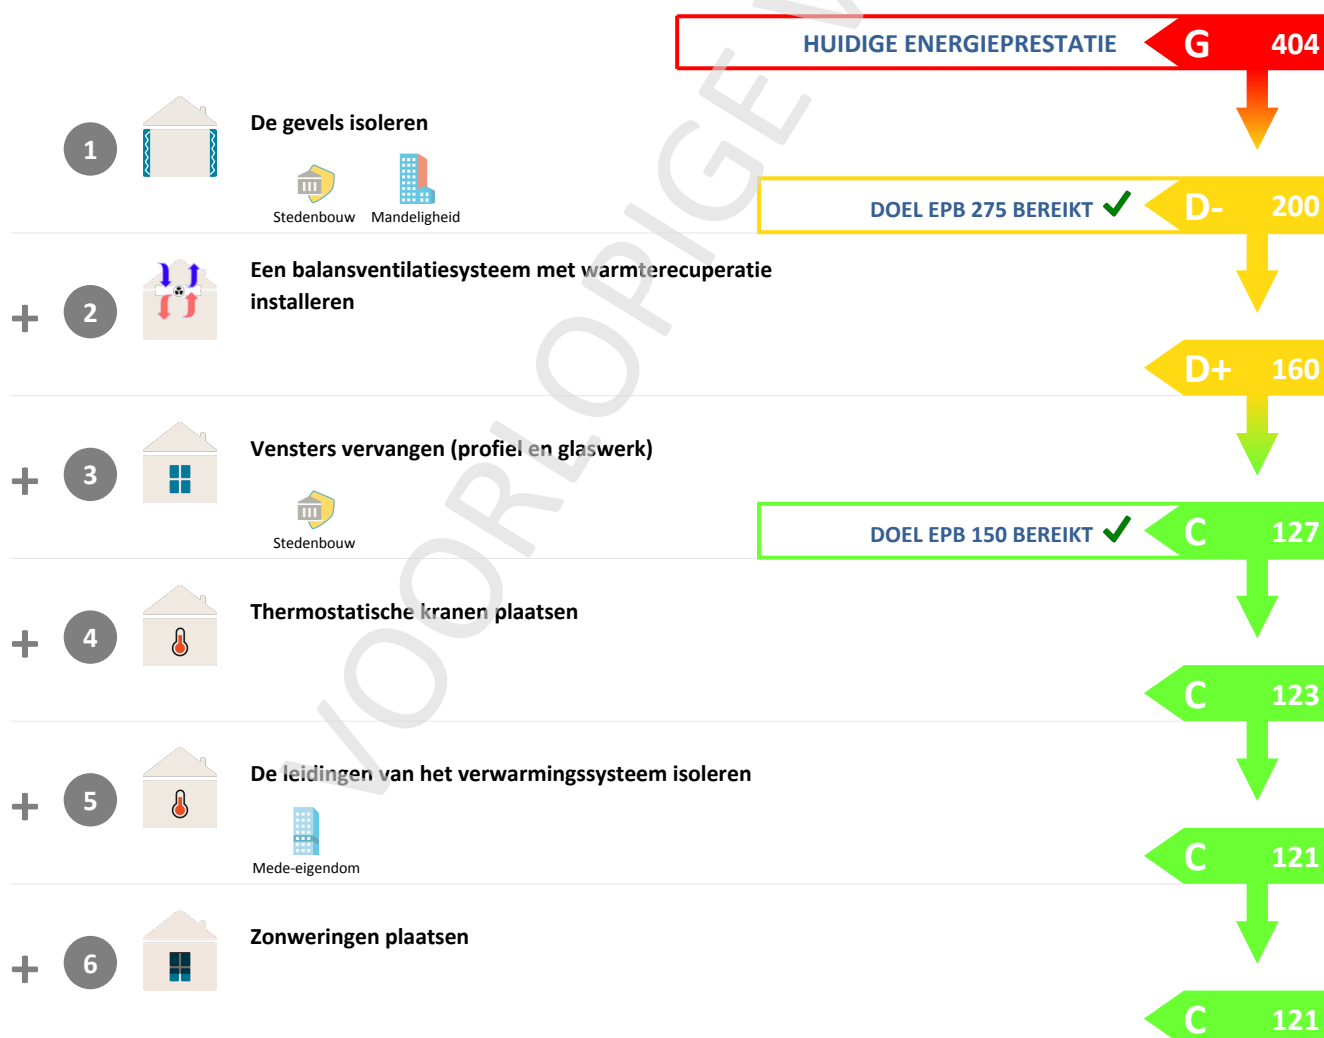 HUIDIGE ENERGIEPRESTATIE G 404
1 De gevels isoleren
Stedenbouw Mandeligheid
DOEL EPB 275 BEREIKT D- 200
+ 2 Een balansventilatiesysteem met warmterecuperatie
installeren
D+ 160
+ 3 Vensters vervangen (profiel en glaswerk)
Stedenbouw
DOEL EPB 150 BEREIKT C 127
+ 4 Thermostatische kranen plaatsen
C 123
+ 5 De leidingen van het verwarmingssysteem isoleren
Mede-eigendom
C 121
+ 6 Zonweringen plaatsen
C 121
VOORLOPIGE V